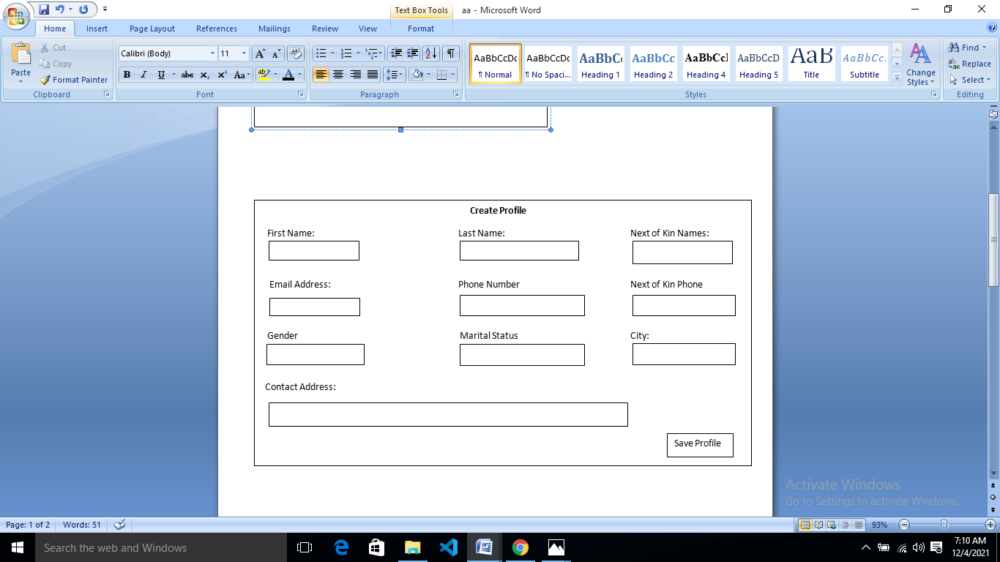 Text Box Tools aa - Microsoft Word
Home Insert Page Layout References Mailings Review View Format
Paste
Cut
Copy
Format Painter
Clipboard
Calibri (Body) 11
B I U abc x₂ x² Aa ab A
Font
Paragraph
AaBbCcDc AaBbCcDc AaBbC AaBbCc AaBbCcI AaBbCcD AaB AaBbCc.
¶ Normal ¶ No Spaci... Heading 1 Heading 2 Heading 4 Heading 5 Title Subtitle
Change
Styles
Styles
Find
Replace
Select
Editing
Create Profile
First Name: Last Name: Next of Kin Names:
Email Address: Phone Number Next of Kin Phone
Gender Marital Status City:
Contact Address:
Save Profile
Activate Windows
Go to Settings to activate Windows.
Page: 1 of 2 Words: 51 93%
Search the web and Windows
7:10 AM
12/4/2021